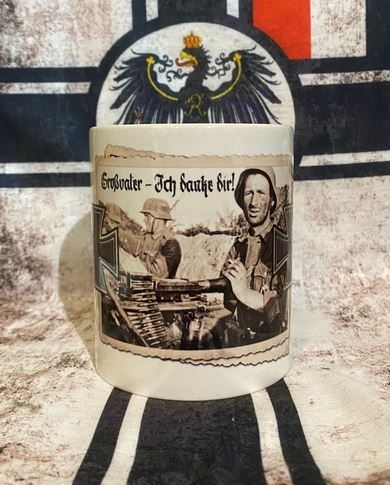 Großvater - Ich danke dir!